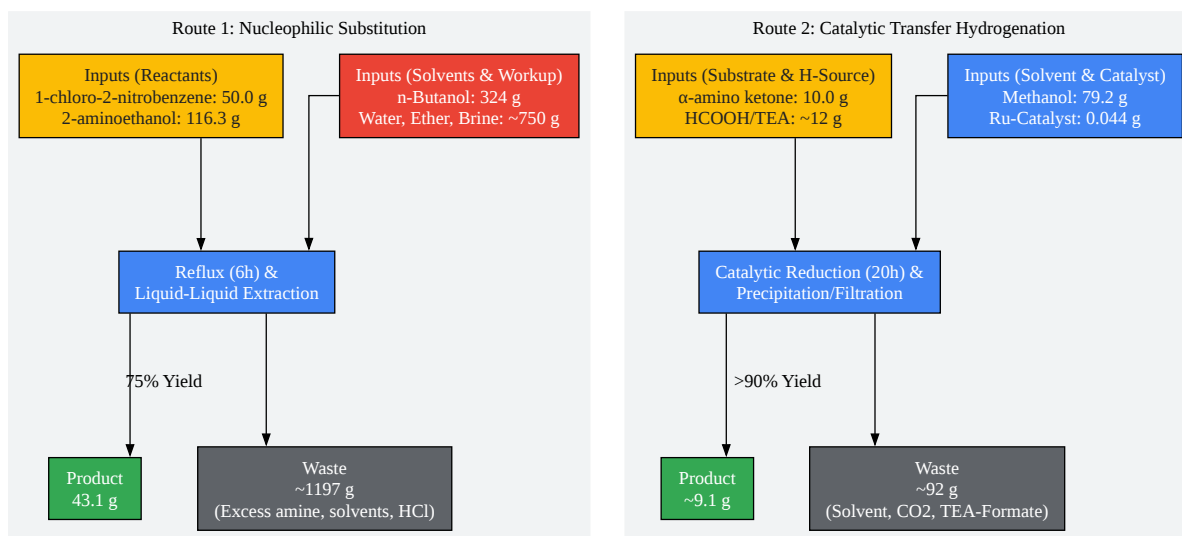 Route 1: Nucleophilic Substitution
Inputs (Reactants)
1-chloro-2-nitrobenzene: 50.0 g
2-aminoethanol: 116.3 g
Inputs (Solvents & Workup)
n-Butanol: 324 g
Water, Ether, Brine: ~750 g
Reflux (6h) &
Liquid-Liquid Extraction
75% Yield
Product
43.1 g
Waste
~1197 g
(Excess amine, solvents, HCl)
Route 2: Catalytic Transfer Hydrogenation
Inputs (Substrate & H-Source)
α-amino ketone: 10.0 g
HCOOH/TEA: ~12 g
Inputs (Solvent & Catalyst)
Methanol: 79.2 g
Ru-Catalyst: 0.044 g
Catalytic Reduction (20h) &
Precipitation/Filtration
>90% Yield
Product
~9.1 g
Waste
~92 g
(Solvent, CO2, TEA-Formate)